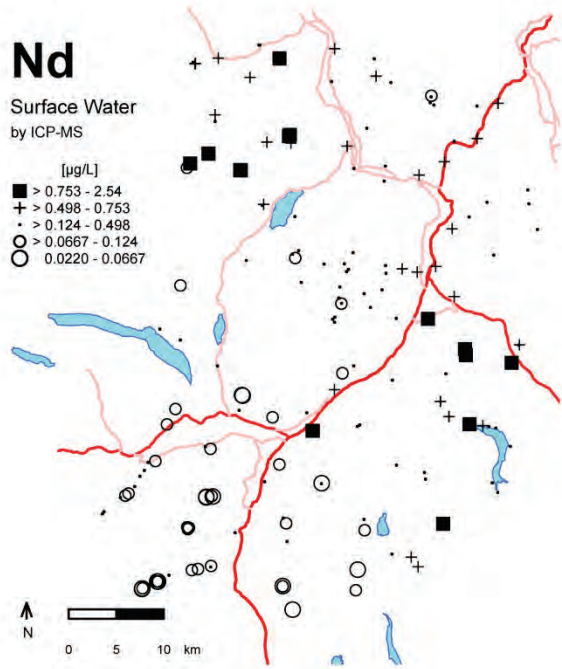 Nd
Surface Water
by ICP-MS
[µg/L]
> 0.753 - 2.54
> 0.498 - 0.753
> 0.124 - 0.498
> 0.0667 - 0.124
0.0220 - 0.0667
N
0 5 10 km